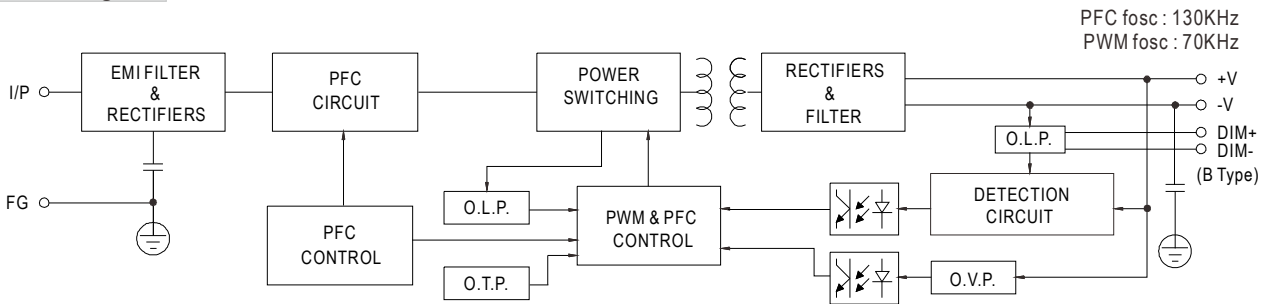 PFC fosc : 130KHz
PWM fosc : 70KHz
I/P
EMI FILTER
&
RECTIFIERS
PFC
CIRCUIT
POWER
SWITCHING
RECTIFIERS
&
FILTER
+V
-V
DIM+
DIM-
(B Type)
O.L.P.
FG
PFC
CONTROL
O.L.P.
O.T.P.
PWM & PFC
CONTROL
DETECTION
CIRCUIT
O.V.P.